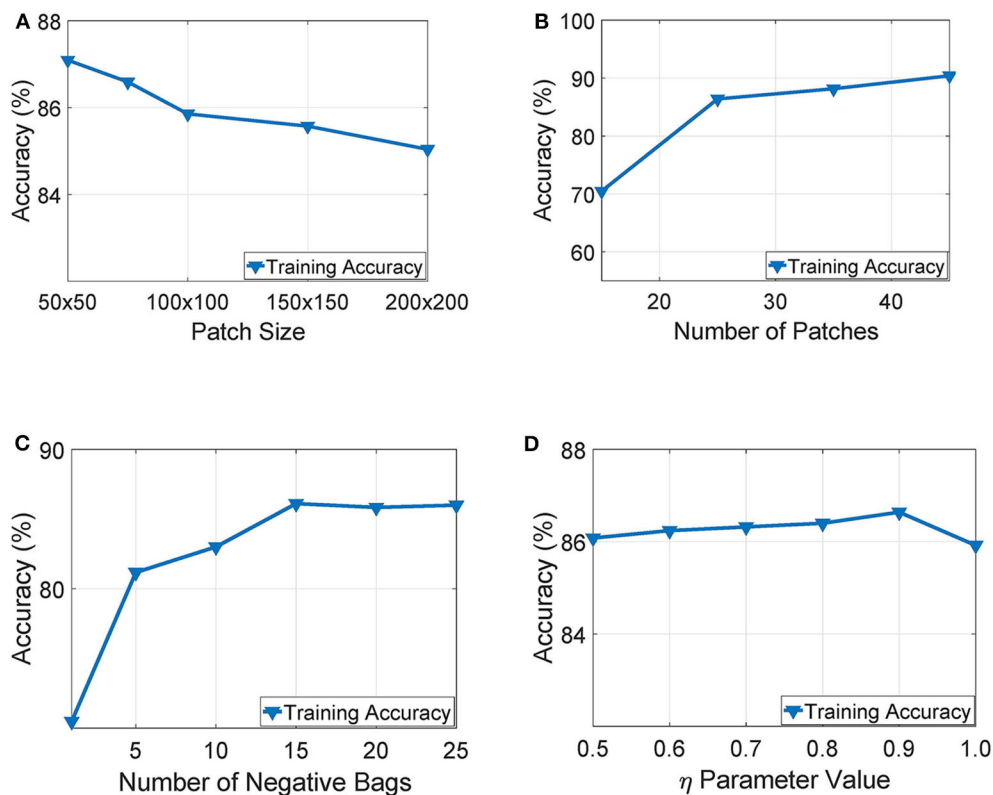 A
88
86
84
Accuracy (%)
Training Accuracy
50x50 100x100 150x150 200x200
Patch Size
B
100
90
80
70
60
Accuracy (%)
Training Accuracy
20 30 40
Number of Patches
C
90
80
Accuracy (%)
Training Accuracy
5 10 15 20 25
Number of Negative Bags
D
88
86
84
Accuracy (%)
Training Accuracy
0.5 0.6 0.7 0.8 0.9 1.0
η Parameter Value